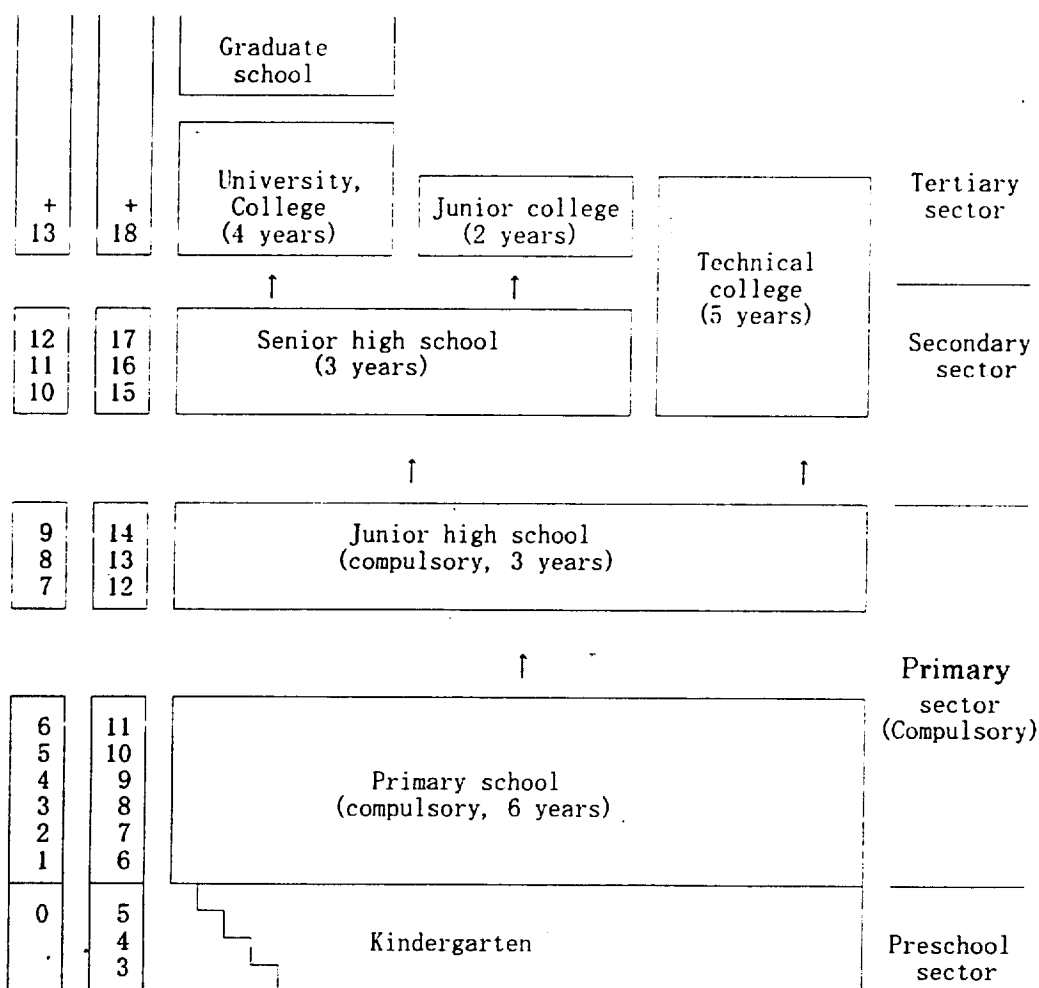 Graduate
school
University,
College
(4 years)
Junior college
(2 years)
Technical
college
(5 years)
Tertiary
sector
+
13
+
18
↑
↑
12
11
10
17
16
15
Senior high school
(3 years)
Secondary
sector
↑
↑
9
8
7
14
13
12
Junior high school
(compulsory, 3 years)
↑
6
5
4
3
2
1
11
10
9
8
7
6
Primary school
(compulsory, 6 years)
Primary
sector
(Compulsory)
0
5
4
3
Kindergarten
Preschool
sector